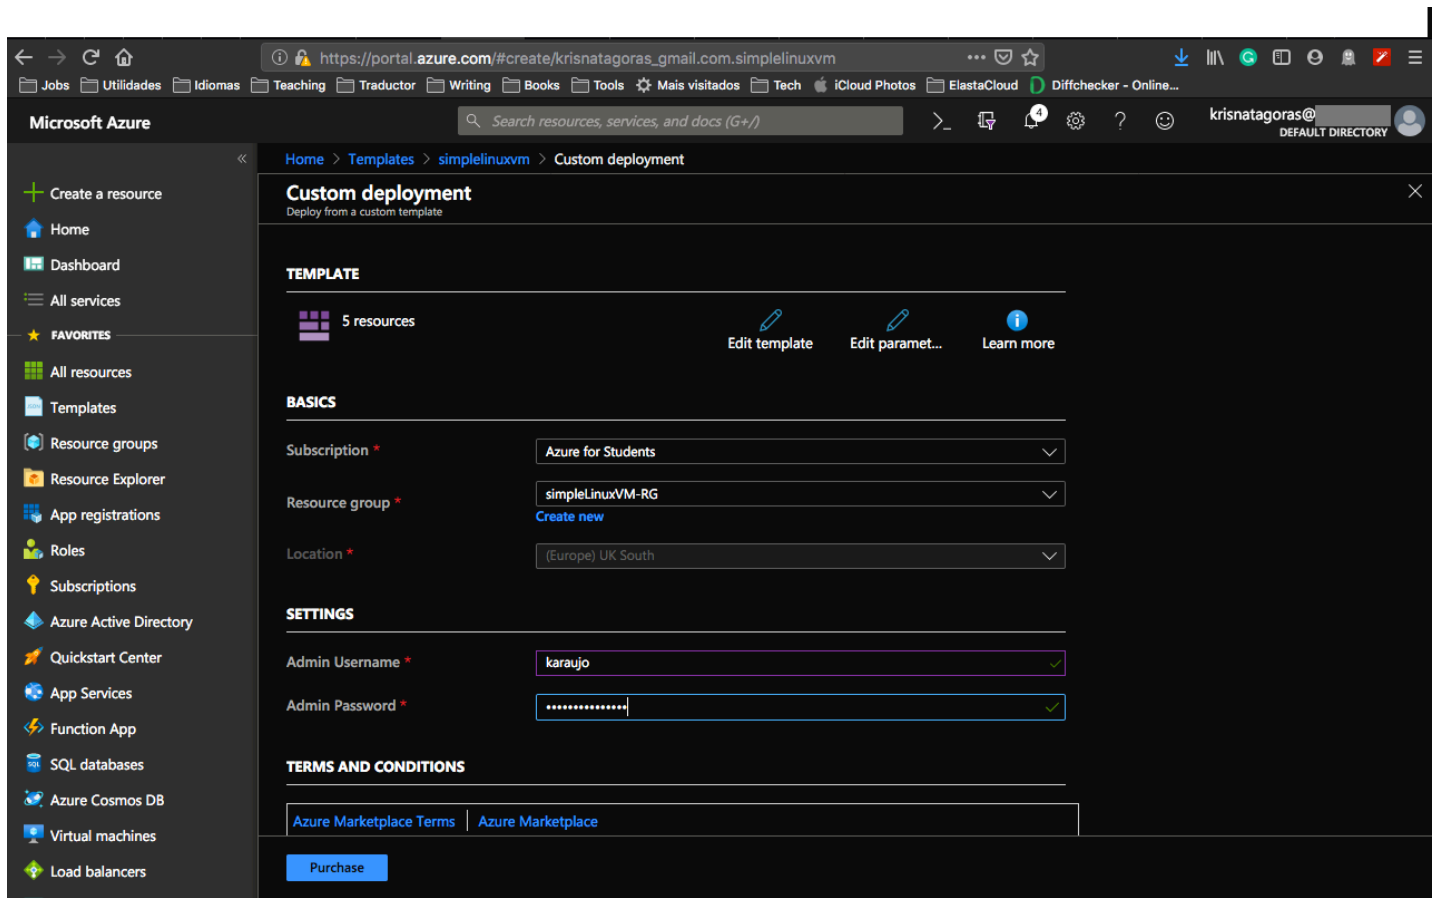 https://portal.azure.com/#create/krisnatagoras_gmail.com.simplelinuxvm
Jobs Utilidades Idiomas Teaching Traductor Writing Books Tools Mais visitados Tech iCloud Photos ElastaCloud Diffchecker - Online...
Microsoft Azure
Search resources, services, and docs (G+/)
4
krisnatagoras@
DEFAULT DIRECTORY
Home > Templates > simplelinuxvm > Custom deployment
Custom deployment
Deploy from a custom template
Create a resource
Home
Dashboard
All services
FAVORITES
All resources
Templates
Resource groups
Resource Explorer
App registrations
Roles
Subscriptions
Azure Active Directory
Quickstart Center
App Services
Function App
SQL databases
Azure Cosmos DB
Virtual machines
Load balancers
TEMPLATE
5 resources
Edit template
Edit paramet...
Learn more
BASICS
Subscription *
Azure for Students
Resource group *
simpleLinuxVM-RG
Create new
Location *
(Europe) UK South
SETTINGS
Admin Username *
karaujo
Admin Password *
•••••••••••••••
TERMS AND CONDITIONS
Azure Marketplace Terms | Azure Marketplace
Purchase